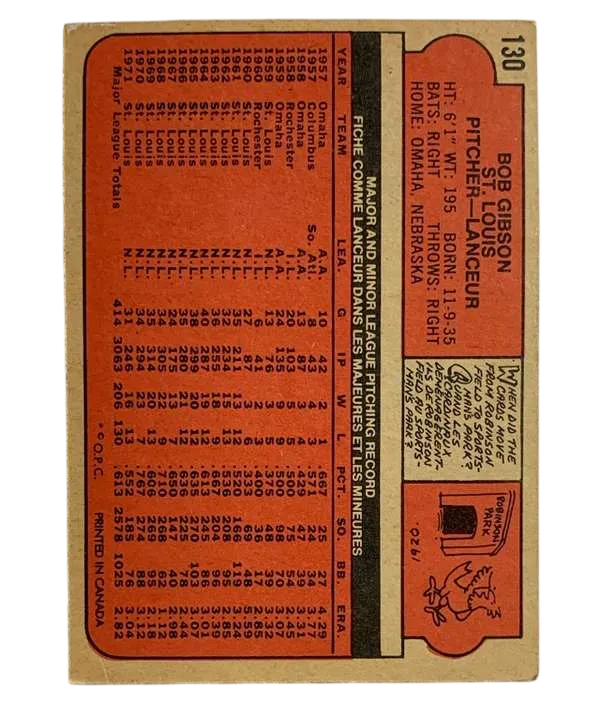 130
BOB GIBSON
ST. LOUIS
PITCHER—LANCEUR
HT: 6'1" WT: 195 BORN: 11-9-35
BATS: RIGHT THROWS: RIGHT
HOME: OMAHA, NEBRASKA
WHEN DID THE
CARDS MOVE
FROM ROBINSON
FIELD TO SPORTS-
MAN'S PARK?
QUAND LES
CARDINAUX
DEMENAGERENT-
ILS DE ROBINSON
FIELD AU SPORTS-
MAN'S PARK?
ROBINSON
PARK
1920.
MAJOR AND MINOR LEAGUE PITCHING RECORD
FICHE COMME LANCEUR DANS LES MAJEURES ET LES MINEURES
YEAR TEAM LEA. G IP W L PCT. SO. BB. ERA.
1957 Omaha A.A. 10 42 2 1 .667 25 27 4.29
1957 Columbus So. Atl. 8 43 4 3 .571 24 34 3.77
1958 Omaha A.A. 13 87 3 4 .429 47 39 3.31
1958 Rochester I.L. 20 103 5 5 .500 75 54 2.45
1959 Omaha A.A. 24 135 9 9 .500 98 70 3.07
1959 St. Louis N.L. 13 76 3 5 .375 48 39 3.32
1960 Rochester I.L. 6 41 2 3 .400 36 17 2.85
1960 St. Louis N.L. 27 87 3 6 .333 69 48 5.59
1961 St. Louis N.L. 35 211 13 12 .520 166 119 3.24
1962 St. Louis N.L. 32 234 15 13 .536 208 95 2.85
1963 St. Louis N.L. 36 255 18 9 .667 204 96 3.39
1964 St. Louis N.L. 40 287 19 12 .613 245 86 3.01
1965 St. Louis N.L. 38 299 20 12 .625 270 103 3.07
1966 St. Louis N.L. 35 280 21 12 .636 225 78 2.44
1967 St. Louis N.L. 24 175 13 7 .650 147 40 2.98
1968 St. Louis N.L. 34 305 22 9 .710 268 62 1.12
1969 St. Louis N.L. 35 314 20 13 .606 269 95 2.18
1970 St. Louis N.L. 34 294 23 7 .767 274 88 3.12
1971 St. Louis N.L. 31 246 16 13 .552 185 76 3.04
Major League Totals 414 3063 206 130 .613 2578 1025 2.82
*© O.P.C. PRINTED IN CANADA